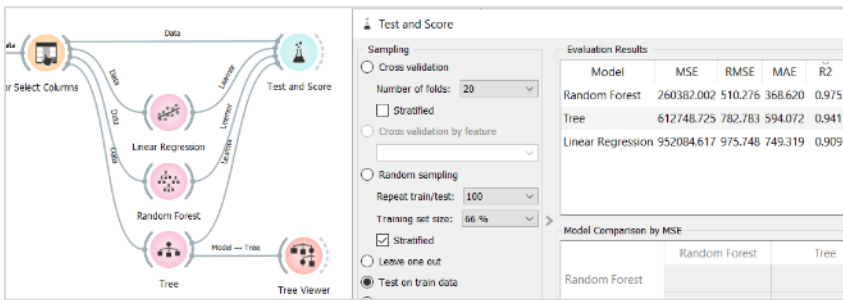 Data
ata
or Select Columns
Data
Data
Data
Learner
Learner
Learner
Test and Score
Linear Regression
Random Forest
Model — Tree
Tree
Tree Viewer
Test and Score
Sampling
Cross validation
Number of folds: 20
Stratified
Cross validation by feature
Random sampling
Repeat train/test: 100
Training set size: 66 %
Stratified
Leave one out
Test on train data
Evaluation Results
Model MSE RMSE MAE R2
Random Forest 260382.002 510.276 368.620 0.975
Tree 612748.725 782.783 594.072 0.941
Linear Regression 952084.617 975.748 749.319 0.909
Model Comparison by MSE
Random Forest Tree
Random Forest